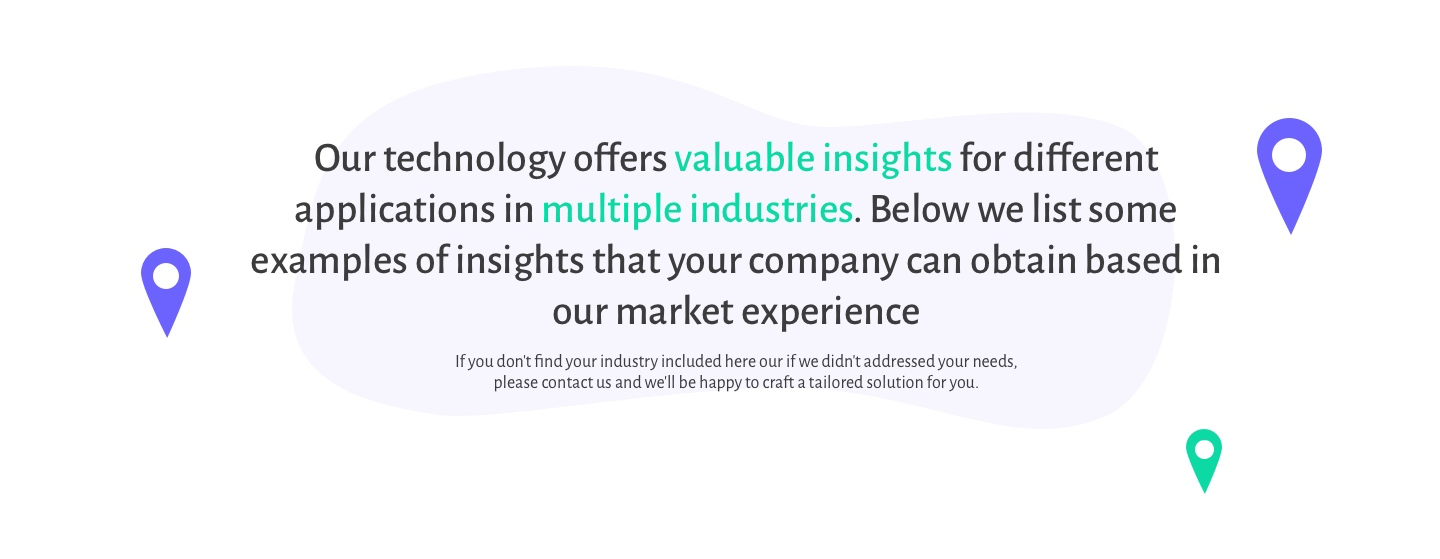 Our technology offers valuable insights for different
applications in multiple industries. Below we list some
examples of insights that your company can obtain based in
our market experience
If you don't find your industry included here our if we didn't addressed your needs,
please contact us and we'll be happy to craft a tailored solution for you.